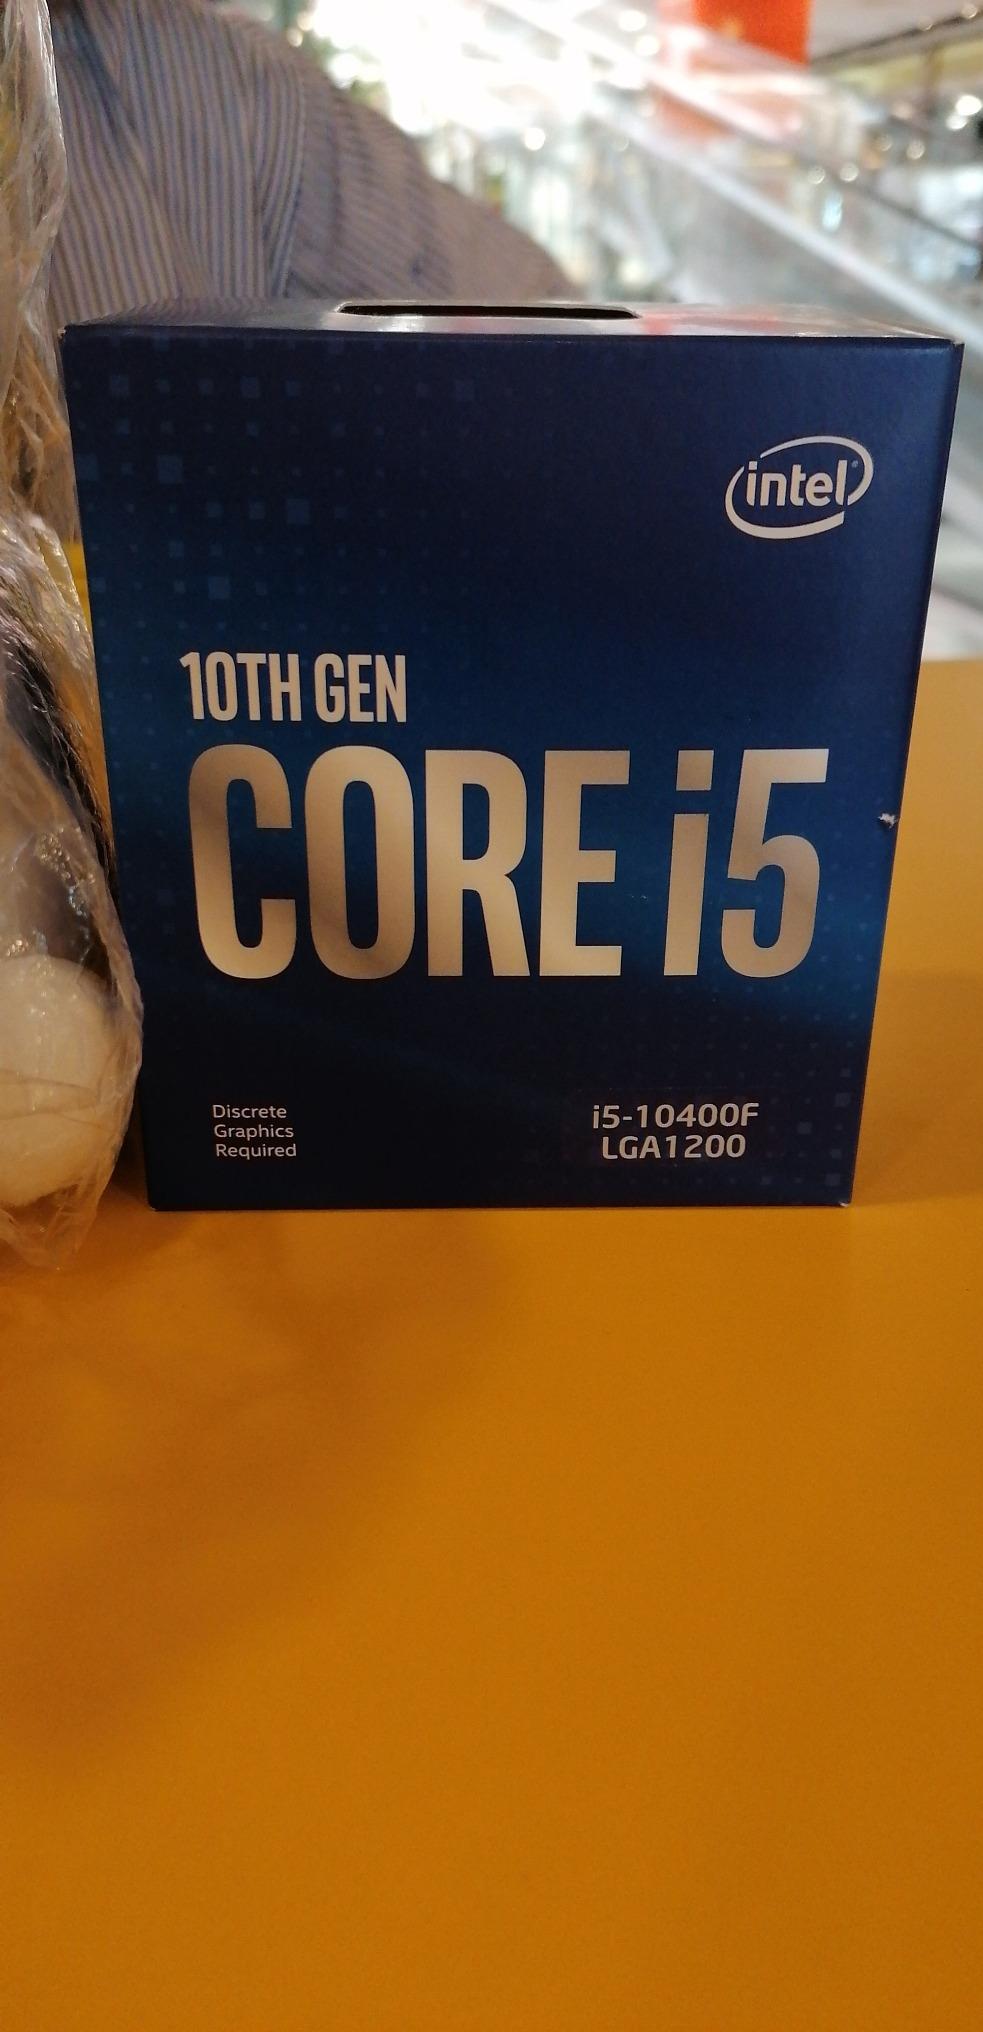 intel
10TH GEN
CORE i5
Discrete
Graphics
Required
i5-10400F
LGA1200